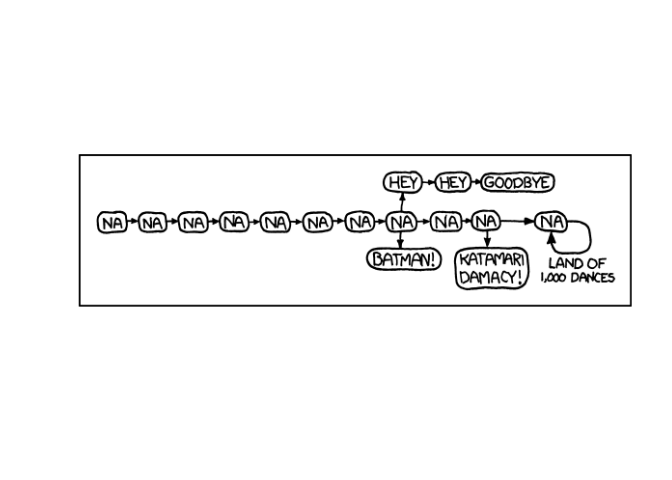 HEY HEY GOODBYE
NA NA NA NA NA NA NA NA NA NA NA
BATMAN!
KATAMARI
DAMACY!
LAND OF
1,000 DANCES